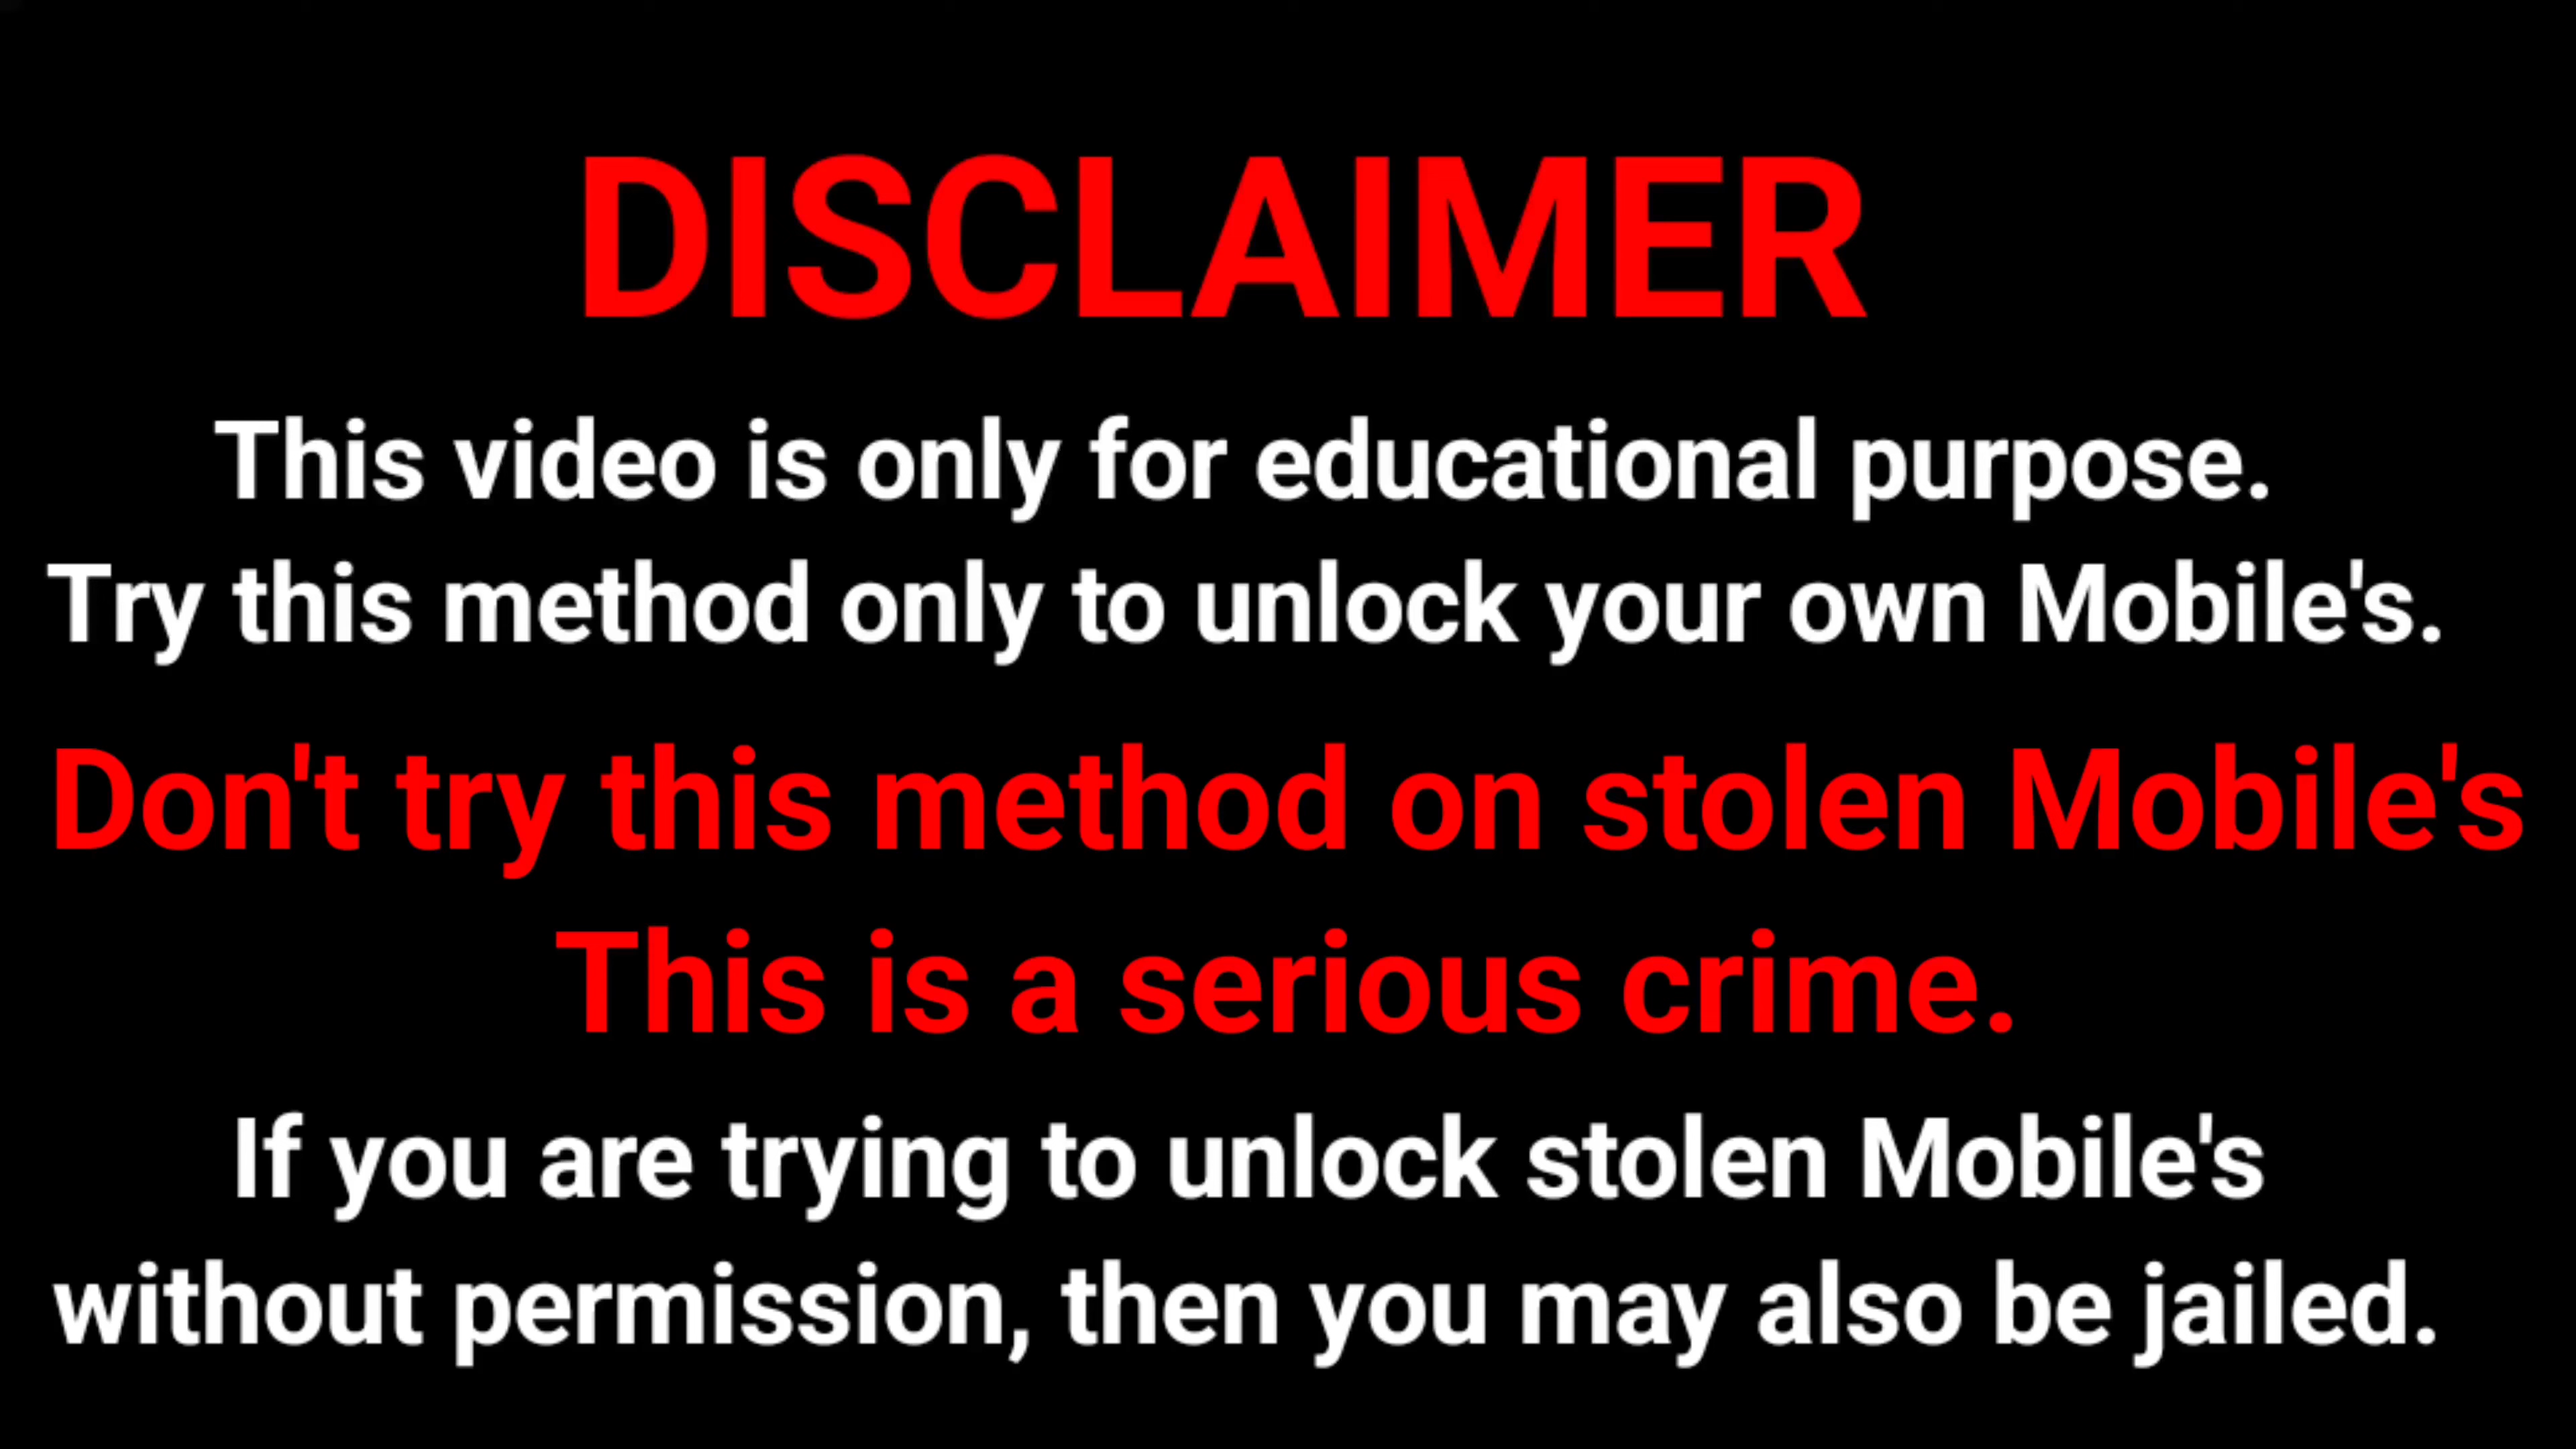 DISCLAIMER
This video is only for educational purpose.
Try this method only to unlock your own Mobile's.
Don't try this method on stolen Mobile's
This is a serious crime.
If you are trying to unlock stolen Mobile's
without permission, then you may also be jailed.